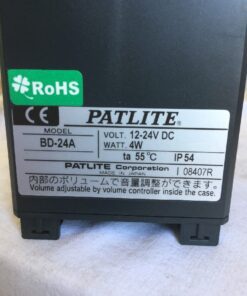 RoHS
CE PATLITE®
MODEL BD-24A
VOLT. 12-24V DC
WATT. 4W
ta 55°C IP54
PATLITE Corporation
MADE IN JAPAN
08407R
内部のボリュームで音量調整ができます
Volume adjustable by volume controller inside the case.